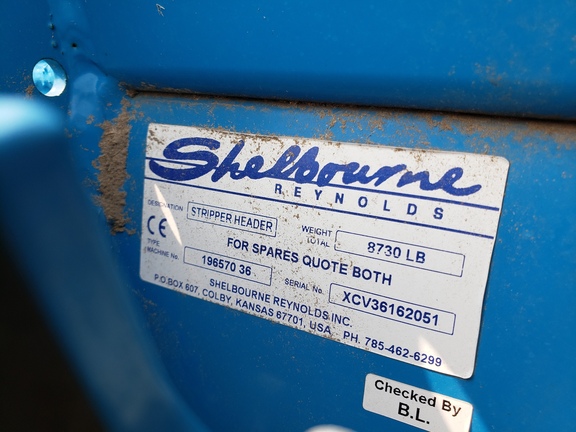 Shelbourne
REYNOLDS
DESIGNATION STRIPPER HEADER WEIGHT TOTAL 8730 LB
CE
FOR SPARES QUOTE BOTH
TYPE
MACHINE No. 196570 36 SERIAL No. XCV36162051
SHELBOURNE REYNOLDS INC.
P.O.BOX 607, COLBY, KANSAS 67701, USA PH. 785-462-6299
Checked By
B.L.